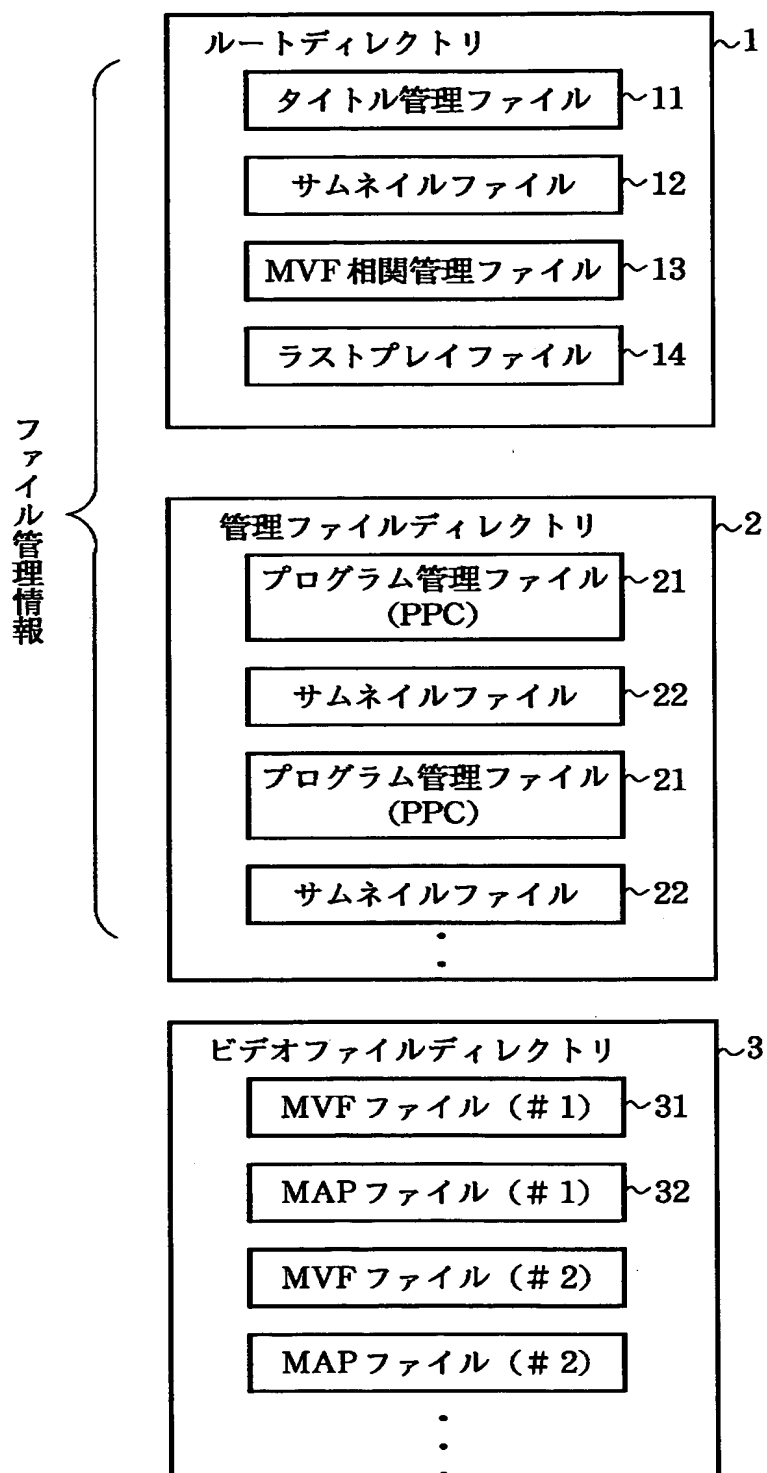 ルートディレクトリ ~1
タイトル管理ファイル ~11
サムネイルファイル ~12
MVF相関管理ファイル ~13
ラストプレイファイル ~14
ファイル管理情報
管理ファイルディレクトリ ~2
プログラム管理ファイル ~21
(PPC)
サムネイルファイル ~22
プログラム管理ファイル ~21
(PPC)
サムネイルファイル ~22
ビデオファイルディレクトリ ~3
MVFファイル(#1) ~31
MAPファイル(#1) ~32
MVFファイル(#2)
MAPファイル(#2)